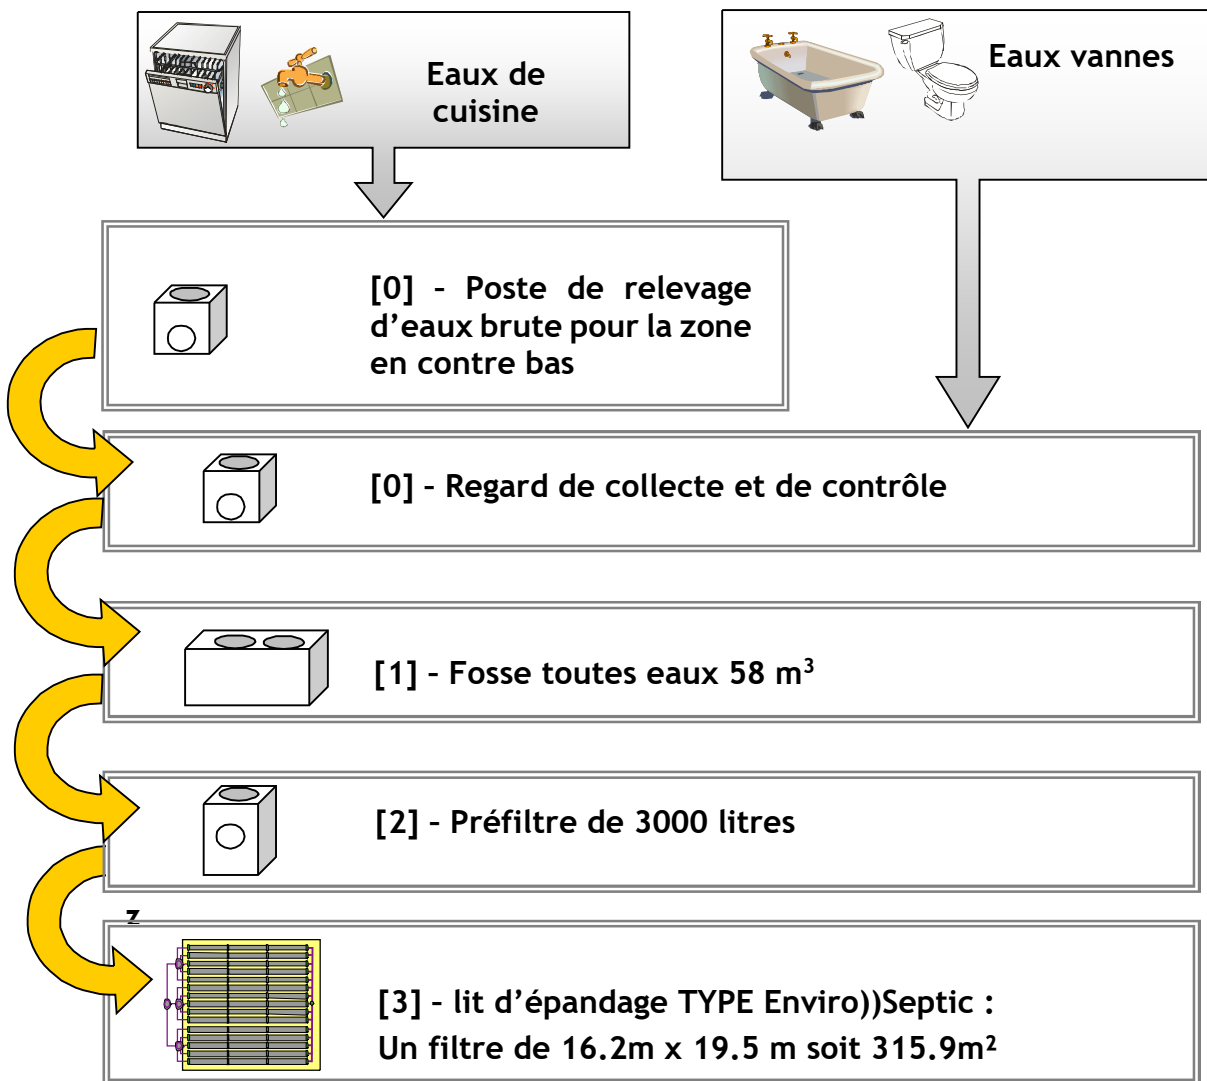 Eaux de
cuisine
Eaux vannes
[0] - Poste de relevage
d'eaux brute pour la zone
en contre bas
[0] - Regard de collecte et de contrôle
[1] - Fosse toutes eaux 58 m³
[2] - Préfiltre de 3000 litres
z
[3] - lit d'épandage TYPE Enviro))Septic :
Un filtre de 16.2m x 19.5 m soit 315.9m²